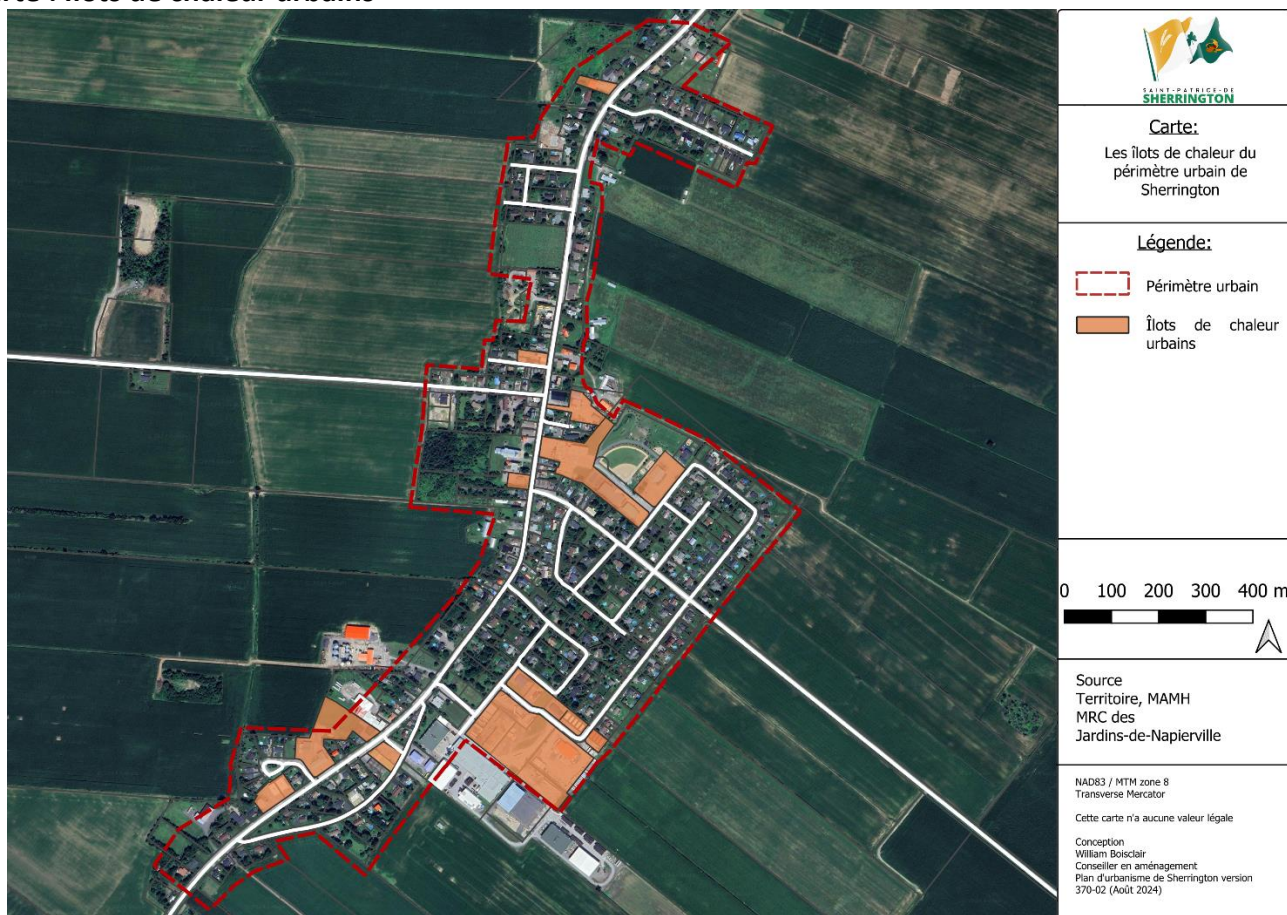 SAINT-PATRICE-DE
SHERRINGTON
Carte:
Les îlots de chaleur du
périmètre urbain de
Sherrington
Légende:
Périmètre urbain
Îlots de chaleur
urbains
0 100 200 300 400 m
Source
Territoire, MAMH
MRC des
Jardins-de-Napierville
NAD83 / MTM zone 8
Transverse Mercator
Cette carte n'a aucune valeur légale
Conception
William Boisclair
Conseiller en aménagement
Plan d'urbanisme de Sherrington version
370-02 (Août 2024)